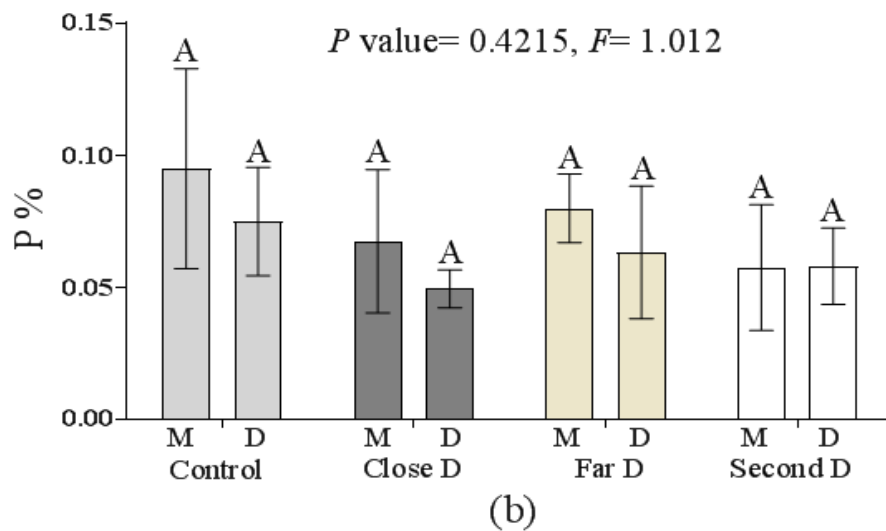 0.15
P value= 0.4215, F= 1.012
A
A
A
A
A
A
A
A
0.10
P %
0.05
0.00
M D M D M D M D
Control Close D Far D Second D
(b)